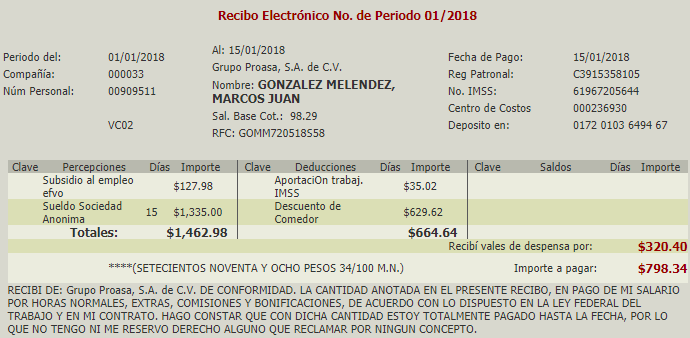 Recibo Electrónico No. de Periodo 01/2018
Periodo del: 01/01/2018 Al: 15/01/2018 Fecha de Pago: 15/01/2018
Compañía: 000033 Grupo Proasa, S.A. de C.V. Reg Patronal: C3915358105
Núm Personal: 00909511 Nombre: GONZALEZ MELENDEZ, MARCOS JUAN No. IMSS: 61967205644
Centro de Costos 000236930
VC02 Sal. Base Cot.: 98.29 Deposito en: 0172 0103 6494 67
RFC: GOMM720518S58
Clave Percepciones Días Importe Clave Deducciones Días Importe Clave Saldos Días Importe
Subsidio al empleo efvo $127.98 AportaciOn trabaj. IMSS $35.02
Sueldo Sociedad Anonima 15 $1,335.00 Descuento de Comedor $629.62
Totales: $1,462.98 $664.64
Recibí vales de despensa por: $320.40
****(SETECIENTOS NOVENTA Y OCHO PESOS 34/100 M.N.) Importe a pagar: $798.34
RECIBI DE: Grupo Proasa, S.A. de C.V. DE CONFORMIDAD. LA CANTIDAD ANOTADA EN EL PRESENTE RECIBO, EN PAGO DE MI SALARIO
POR HORAS NORMALES, EXTRAS, COMISIONES Y BONIFICACIONES, DE ACUERDO CON LO DISPUESTO EN LA LEY FEDERAL DEL
TRABAJO Y EN MI CONTRATO. HAGO CONSTAR QUE CON DICHA CANTIDAD ESTOY TOTALMENTE PAGADO HASTA LA FECHA, POR LO
QUE NO TENGO NI ME RESERVO DERECHO ALGUNO QUE RECLAMAR POR NINGUN CONCEPTO.